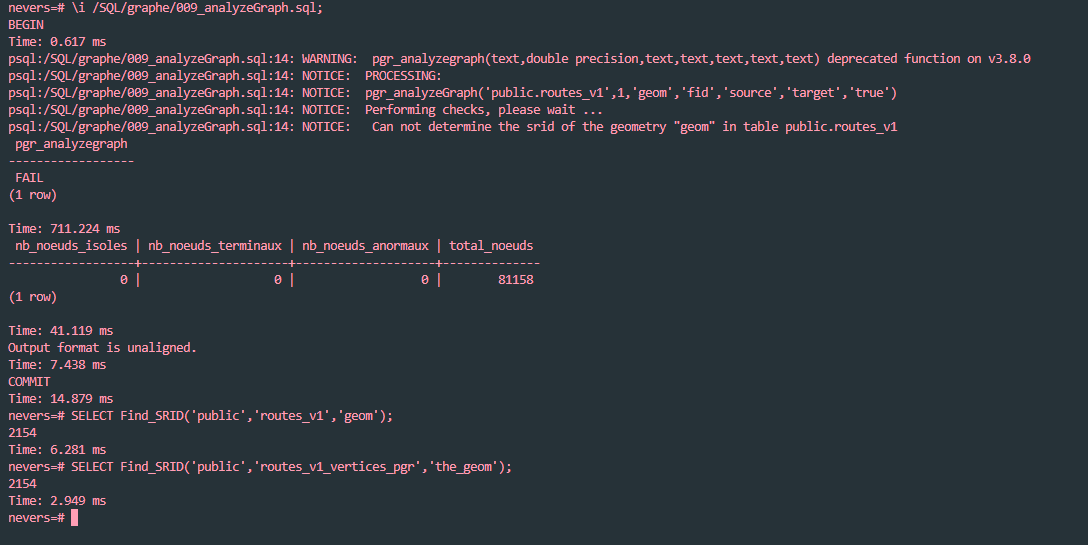 nevers=# \i /SQL/graphe/009_analyzeGraph.sql;
BEGIN
Time: 0.617 ms
psql:/SQL/graphe/009_analyzeGraph.sql:14: WARNING:  pgr_analyzegraph(text,double precision,text,text,text,text,text) deprecated function on v3.8.0
psql:/SQL/graphe/009_analyzeGraph.sql:14: NOTICE:  PROCESSING:
psql:/SQL/graphe/009_analyzeGraph.sql:14: NOTICE:  pgr_analyzeGraph('public.routes_v1',1,'geom','fid','source','target','true')
psql:/SQL/graphe/009_analyzeGraph.sql:14: NOTICE:  Performing checks, please wait ...
psql:/SQL/graphe/009_analyzeGraph.sql:14: NOTICE:   Can not determine the srid of the geometry "geom" in table public.routes_v1
 pgr_analyzegraph
------------------
 FAIL
(1 row)
Time: 711.224 ms
 nb_noeuds_isoles | nb_noeuds_terminaux | nb_noeuds_anormaux | total_noeuds
------------------+---------------------+--------------------+--------------
                0 |                   0 |                  0 |        81158
(1 row)
Time: 41.119 ms
Output format is unaligned.
Time: 7.438 ms
COMMIT
Time: 14.879 ms
nevers=# SELECT Find_SRID('public','routes_v1','geom');
2154
Time: 6.281 ms
nevers=# SELECT Find_SRID('public','routes_v1_vertices_pgr','the_geom');
2154
Time: 2.949 ms
nevers=#